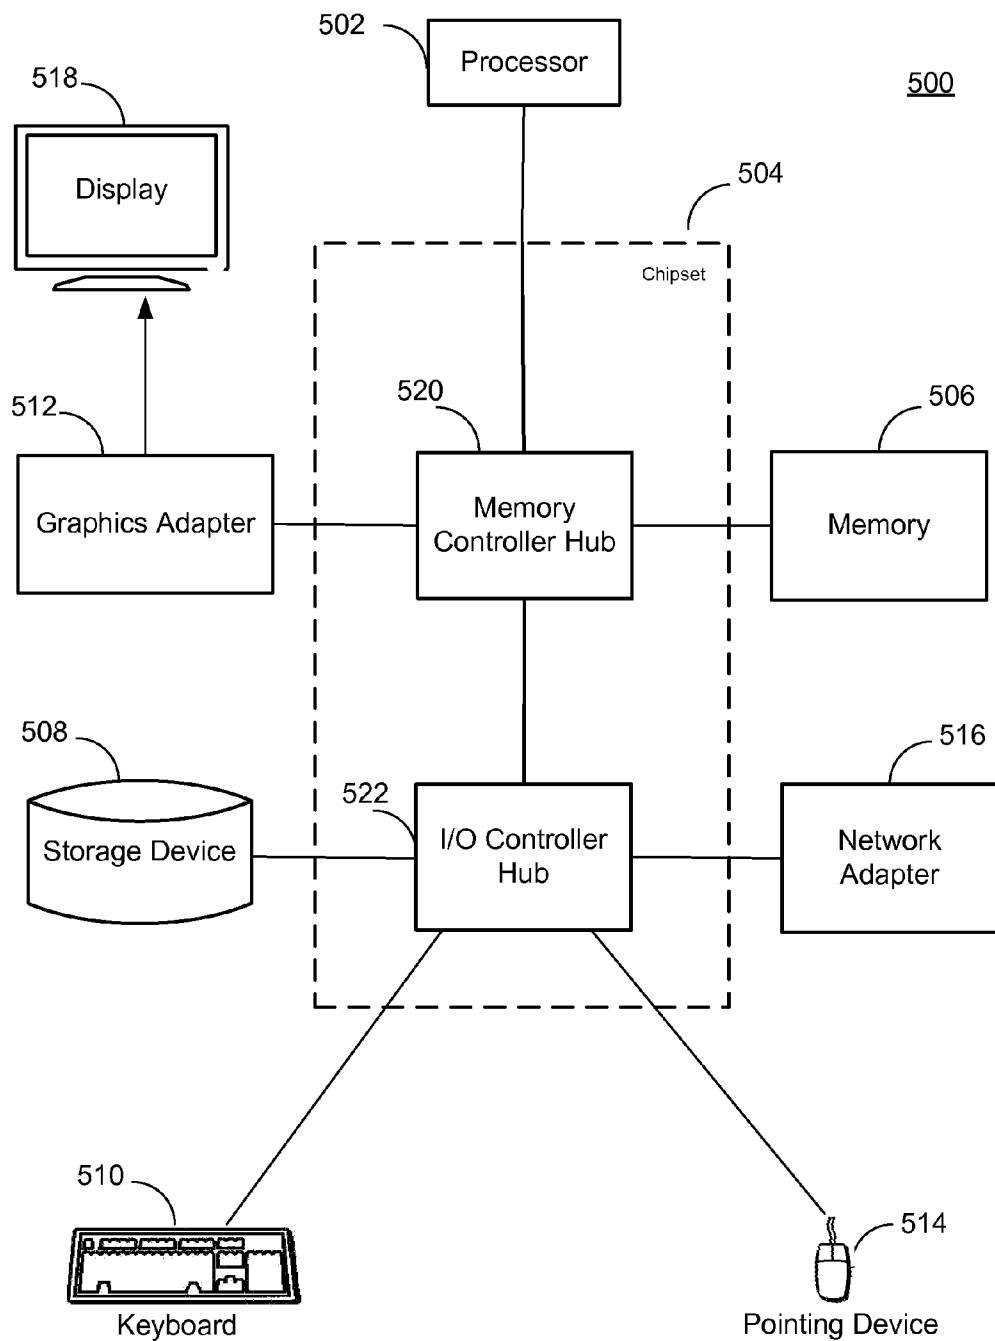 502
Processor
500
518
Display
504
Chipset
512
Graphics Adapter
520
Memory
Controller Hub
506
Memory
508
Storage Device
522
I/O Controller
Hub
516
Network
Adapter
510
Keyboard
514
Pointing Device